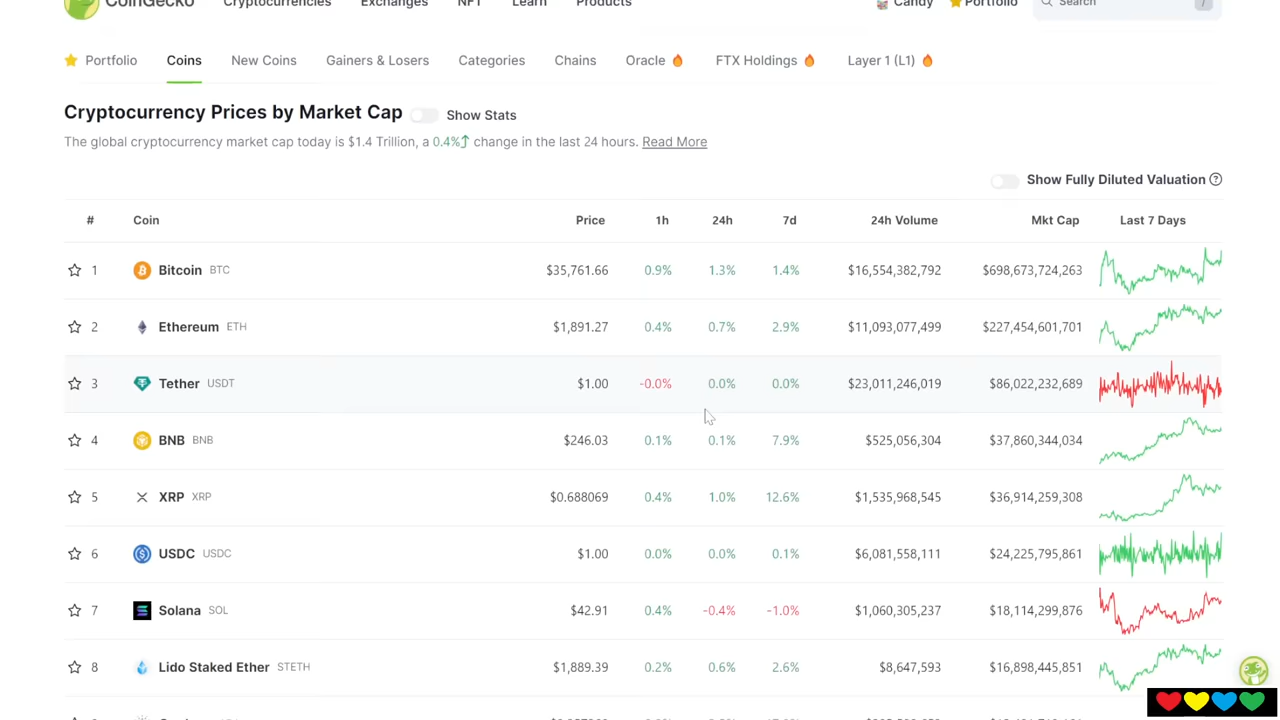 CoinGecko Cryptocurrencies Exchanges NFT Learn Products Candy Portfolio Search /
Portfolio Coins New Coins Gainers & Losers Categories Chains Oracle FTX Holdings Layer 1 (L1)
Cryptocurrency Prices by Market Cap Show Stats
The global cryptocurrency market cap today is $1.4 Trillion, a 0.4% change in the last 24 hours. Read More
Show Fully Diluted Valuation ?
# Coin Price 1h 24h 7d 24h Volume Mkt Cap Last 7 Days
1 Bitcoin BTC $35,761.66 0.9% 1.3% 1.4% $16,554,382,792 $698,673,724,263
2 Ethereum ETH $1,891.27 0.4% 0.7% 2.9% $11,093,077,499 $227,454,601,701
3 Tether USDT $1.00 -0.0% 0.0% 0.0% $23,011,246,019 $86,022,232,689
4 BNB BNB $246.03 0.1% 0.1% 7.9% $525,056,304 $37,860,344,034
5 XRP XRP $0.688069 0.4% 1.0% 12.6% $1,535,968,545 $36,914,259,308
6 USDC USDC $1.00 0.0% 0.0% 0.1% $6,081,558,111 $24,225,795,861
7 Solana SOL $42.91 0.4% -0.4% -1.0% $1,060,305,237 $18,114,299,876
8 Lido Staked Ether STETH $1,889.39 0.2% 0.6% 2.6% $8,647,593 $16,898,445,851